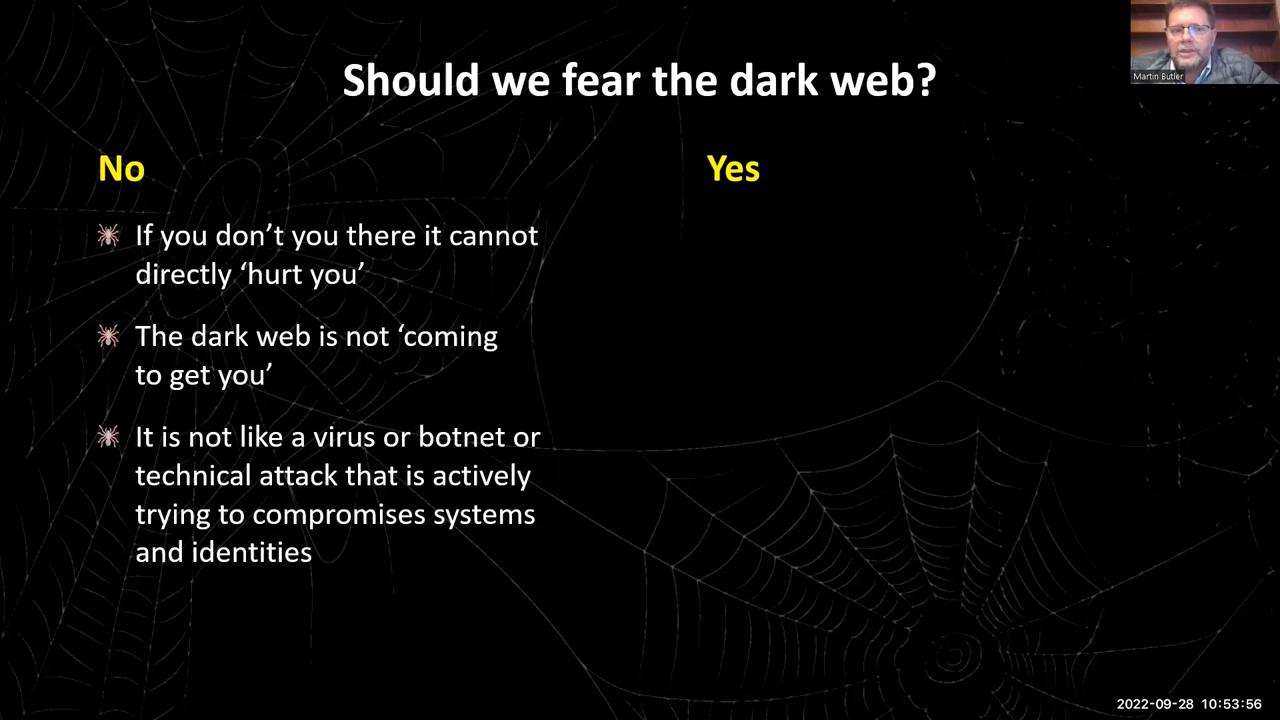 Should we fear the dark web?
Martin Butler
No
If you don’t you there it cannot
directly ‘hurt you’
The dark web is not ‘coming
to get you’
It is not like a virus or botnet or
technical attack that is actively
trying to compromises systems
and identities
Yes
2022-09-28 10:53:56